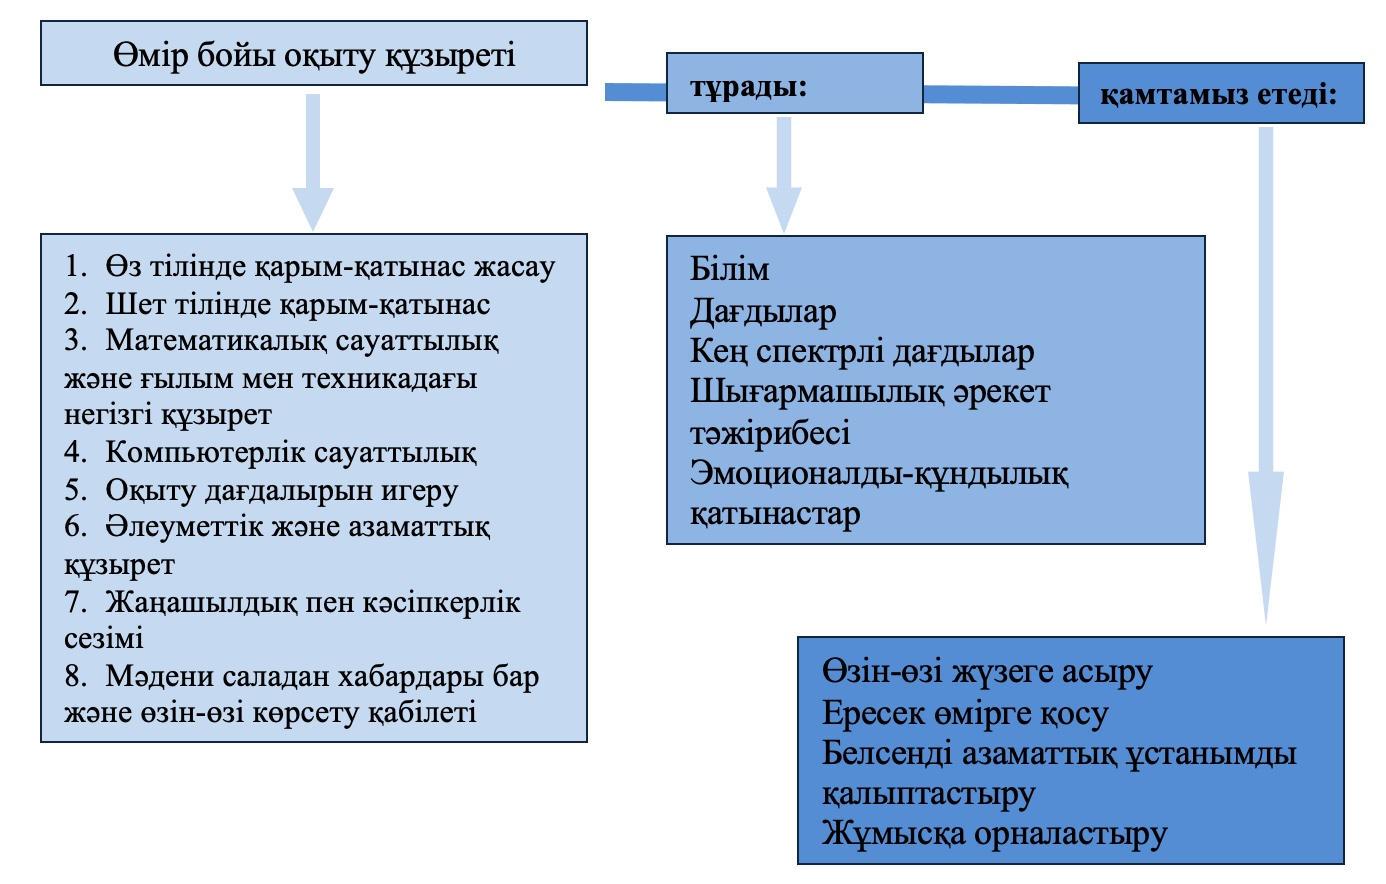 Өмір бойы оқыту құзыреті
тұрады:
қамтамыз етеді:
1. Өз тілінде қарым-қатынас жасау
2. Шет тілінде қарым-қатынас
3. Математикалық сауаттылық
және ғылым мен техникадағы
негізгі құзырет
4. Компьютерлік сауаттылық
5. Оқыту дағдалырын игеру
6. Әлеуметтік және азаматтық
құзырет
7. Жаңашылдық пен кәсіпкерлік
сезімі
8. Мәдени саладан хабардары бар
және өзін-өзі көрсету қабілеті
Білім
Дағдылар
Кең спектрлі дағдылар
Шығармашылық әрекет
тәжірибесі
Эмоционалды-құндылық
қатынастар
Өзін-өзі жүзеге асыру
Ересек өмірге қосу
Белсенді азаматтық ұстанымды
қалыптастыру
Жұмысқа орналастыру